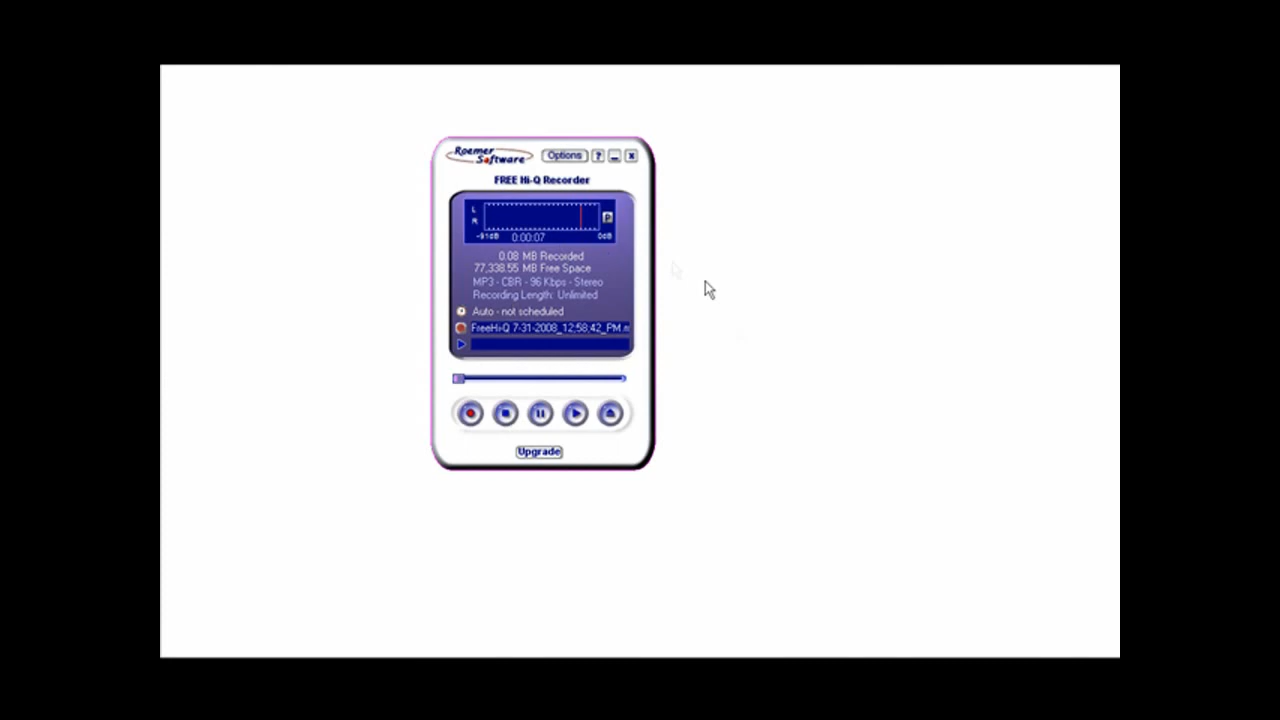 Roemer Software
Options ? _ x
FREE Hi-Q Recorder
L
R
P
-91dB 0:00:07 0dB
0.08 MB Recorded
77,338.55 MB Free Space
MP3 - CBR - 96 Kbps - Stereo
Recording Length: Unlimited
Auto - not scheduled
FreeHi-Q 7-31-2008_12;58;42_PM.m
Upgrade